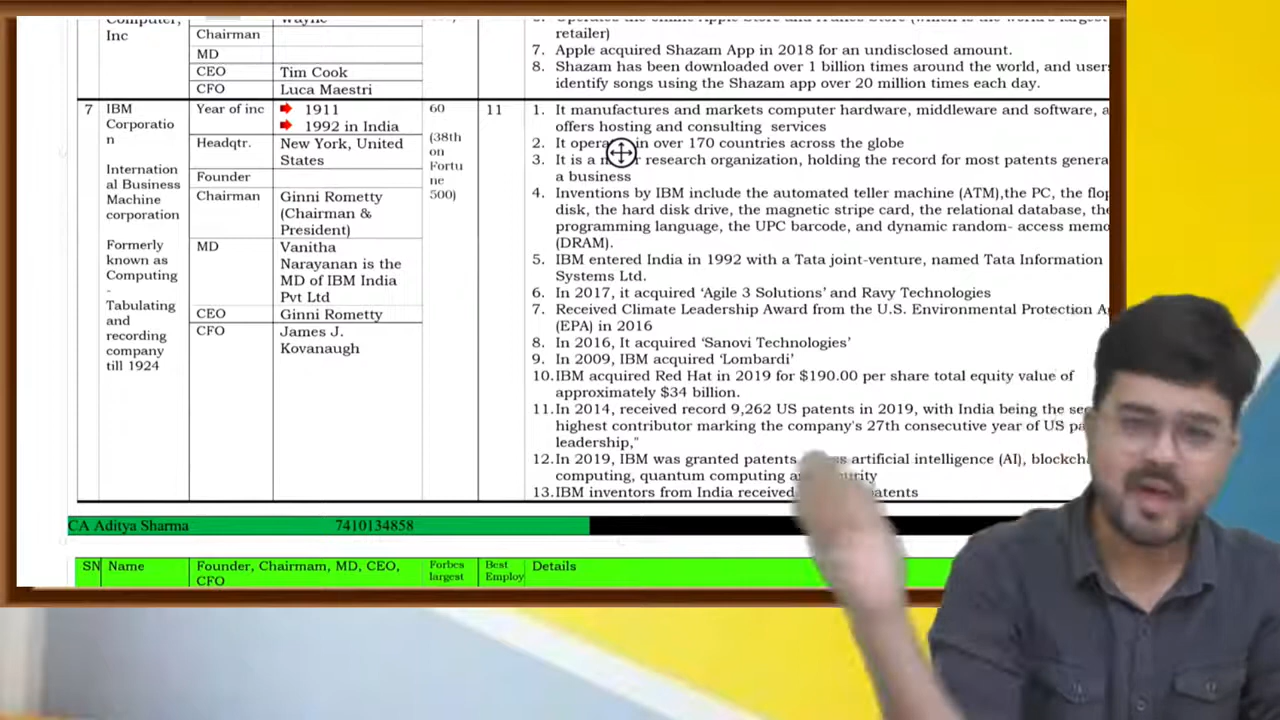 Computer,
Inc
Wayne
Chairman
MD
CEO
Tim Cook
CFO
Luca Maestri
retailer)
7. Apple acquired Shazam App in 2018 for an undisclosed amount.
8. Shazam has been downloaded over 1 billion times around the world, and users
identify songs using the Shazam app over 20 million times each day.
7
IBM
Corporatio
n
Internation
al Business
Machine
corporation
Formerly
known as
Computing
-
Tabulating
and
recording
company
till 1924
Year of inc
1911
1992 in India
Headqtr.
New York, United
States
Founder
Chairman
Ginni Rometty
(Chairman &
President)
MD
Vanitha
Narayanan is the
MD of IBM India
Pvt Ltd
CEO
Ginni Rometty
CFO
James J.
Kovanaugh
60
(38th
on
Fortu
ne
500)
11
1. It manufactures and markets computer hardware, middleware and software, a
offers hosting and consulting services
2. It opera in over 170 countries across the globe
3. It is a research organization, holding the record for most patents genera
a business
4. Inventions by IBM include the automated teller machine (ATM),the PC, the flop
disk, the hard disk drive, the magnetic stripe card, the relational database, the
programming language, the UPC barcode, and dynamic random- access memo
(DRAM).
5. IBM entered India in 1992 with a Tata joint-venture, named Tata Information
Systems Ltd.
6. In 2017, it acquired ‘Agile 3 Solutions’ and Ravy Technologies
7. Received Climate Leadership Award from the U.S. Environmental Protection A
(EPA) in 2016
8. In 2016, It acquired ‘Sanovi Technologies’
9. In 2009, IBM acquired ‘Lombardi’
10.IBM acquired Red Hat in 2019 for $190.00 per share total equity value of
approximately $34 billion.
11.In 2014, received record 9,262 US patents in 2019, with India being the sec
highest contributor marking the company's 27th consecutive year of US pa
leadership,"
12.In 2019, IBM was granted patents artificial intelligence (AI), blockcha
computing, quantum computing
13.IBM inventors from India received patents
CA Aditya Sharma 7410134858
SN
Name
Founder, Chairmam, MD, CEO,
CFO
Forbes
largest
Best
Employ
Details